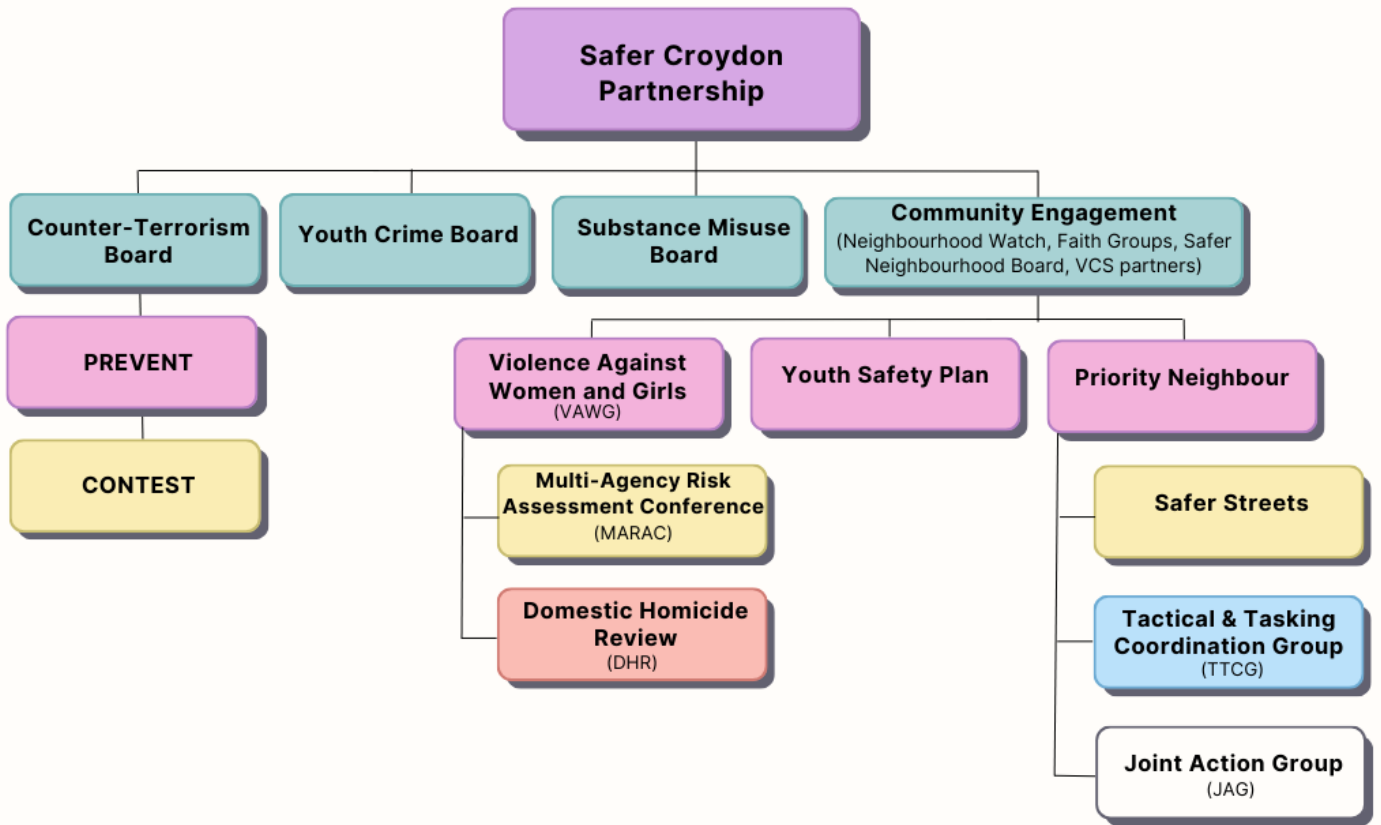 Safer Croydon
Partnership
Counter-Terrorism
Board
Youth Crime Board
Substance Misuse
Board
Community Engagement
(Neighbourhood Watch, Faith Groups, Safer
Neighbourhood Board, VCS partners)
PREVENT
CONTEST
Violence Against
Women and Girls
(VAWG)
Youth Safety Plan
Priority Neighbour
Multi-Agency Risk
Assessment Conference
(MARAC)
Domestic Homicide
Review
(DHR)
Safer Streets
Tactical & Tasking
Coordination Group
(TTCG)
Joint Action Group
(JAG)